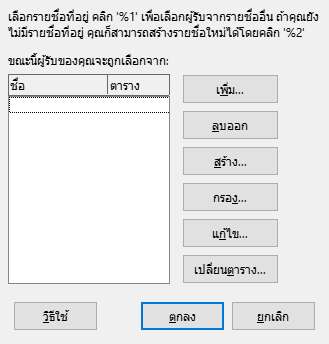 เลือกรายชื่อที่อยู่ คลิก '%1' เพื่อเลือกผู้รับจากรายชื่ออื่น ถ้าคุณยัง
ไม่มีรายชื่อที่อยู่ คุณก็สามารถสร้างรายชื่อใหม่ได้โดยคลิก '%2'
ขณะนี้ผู้รับของคุณจะถูกเลือกจาก:
ชื่อ ตาราง
เพิ่ม...
ลบออก
สร้าง...
กรอง...
แก้ไข...
เปลี่ยนตาราง...
วิธีใช้ ตกลง ยกเลิก